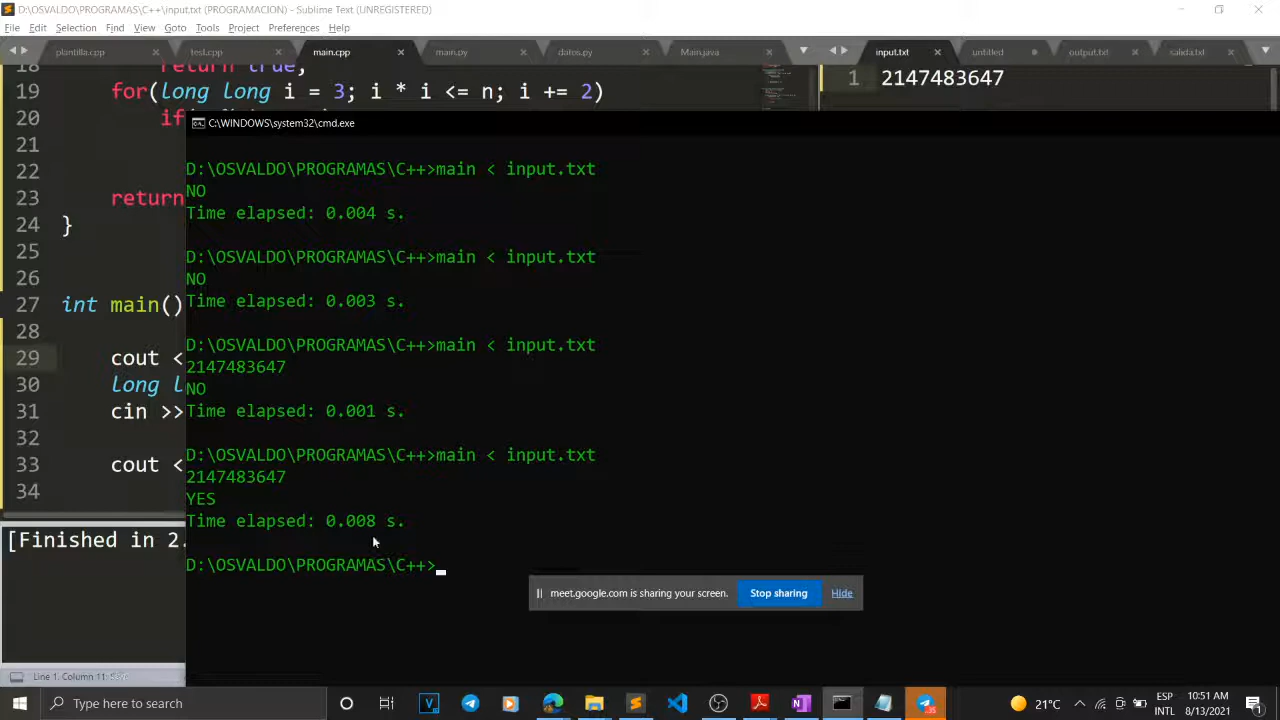 D:\OSVALDO\PROGRAMAS\C++\input.txt (PROGRAMACION) - Sublime Text (UNREGISTERED)
File Edit Selection Find View Goto Tools Project Preferences Help
plantilla.cpp test.cpp main.cpp main.py datos.py Main.java input.txt untitled output.txt salida.txt
18 return true;
1 2147483647
19 for(long long i = 3; i * i <= n; i += 2)
20 if
C:\WINDOWS\system32\cmd.exe
21
22
23 return
24 }
25
26
27 int main()
28
29 cout <
30 long l
31 cin >>
32
33 cout <
34
D:\OSVALDO\PROGRAMAS\C++>main < input.txt
NO
Time elapsed: 0.004 s.
D:\OSVALDO\PROGRAMAS\C++>main < input.txt
NO
Time elapsed: 0.003 s.
D:\OSVALDO\PROGRAMAS\C++>main < input.txt
2147483647
NO
Time elapsed: 0.001 s.
D:\OSVALDO\PROGRAMAS\C++>main < input.txt
2147483647
YES
Time elapsed: 0.008 s.
D:\OSVALDO\PROGRAMAS\C++>
[Finished in 2.
meet.google.com is sharing your screen. Stop sharing Hide
Line 1, Column 11;
Type here to search
21°C
ESP
INTL
10:51 AM
8/13/2021